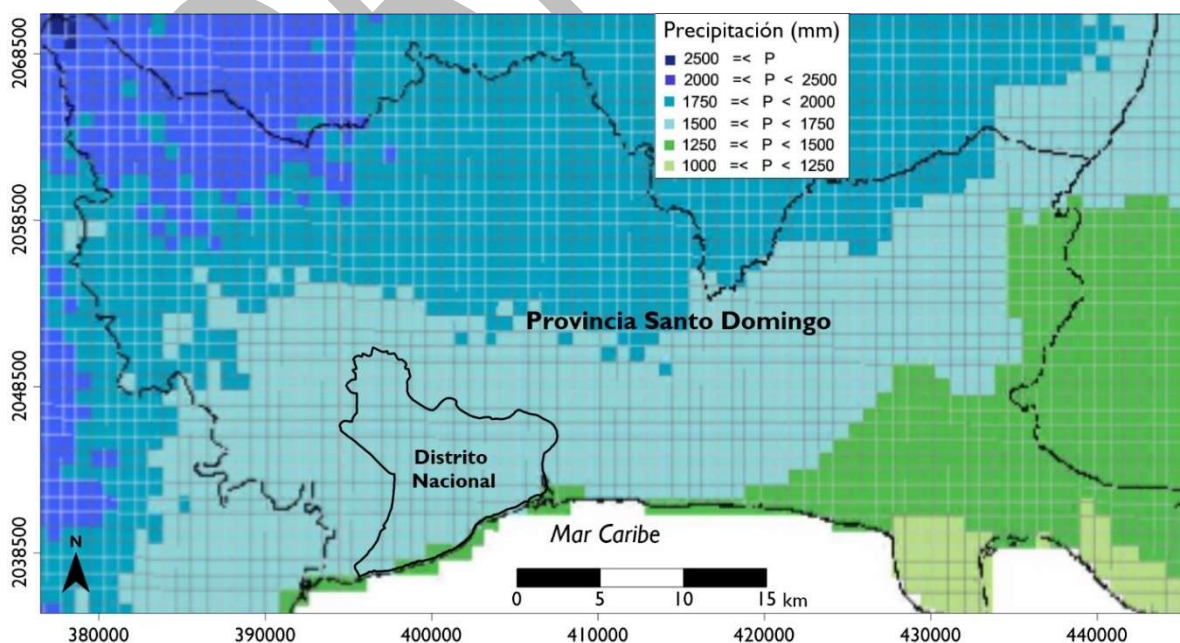 Precipitación (mm)
2500 =< P
2000 =< P < 2500
1750 =< P < 2000
1500 =< P < 1750
1250 =< P < 1500
1000 =< P < 1250
2068500
2058500
2048500
2038500
Provincia Santo Domingo
Distrito
Nacional
Mar Caribe
N
0 5 10 15 km
380000 390000 400000 410000 420000 430000 440000